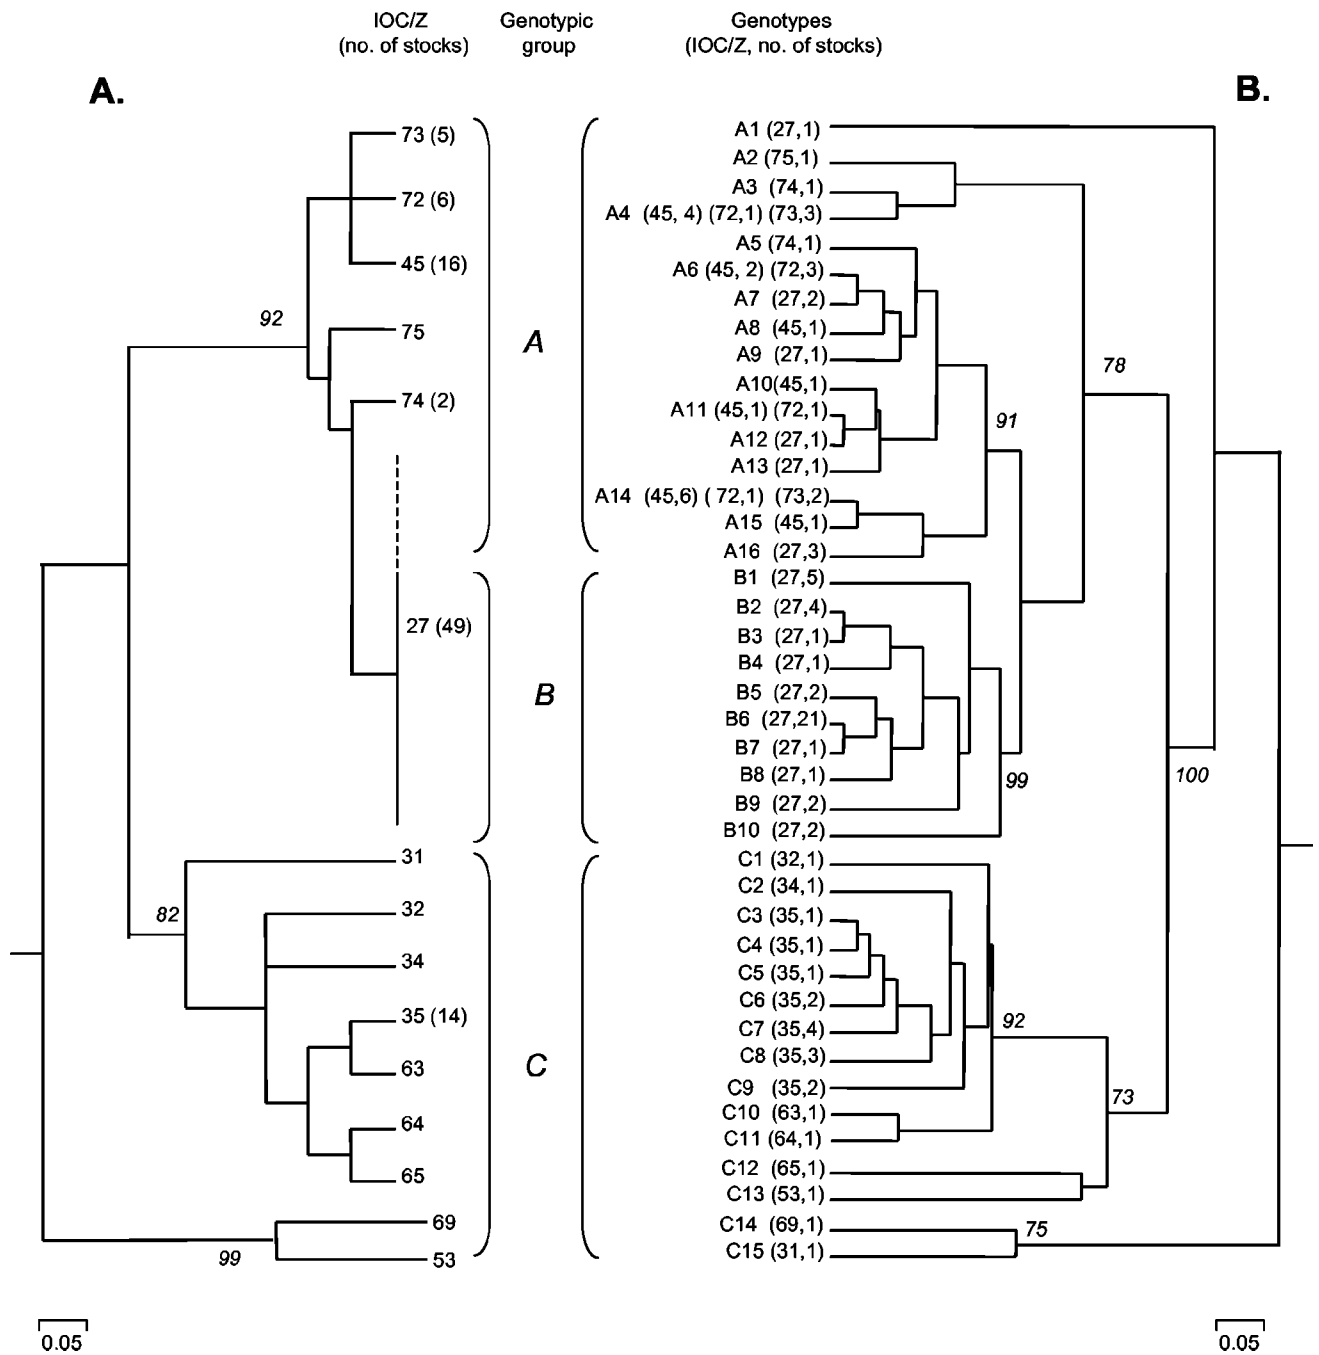 IOC/Z
(no. of stocks)
Genotypic
group
Genotypes
(IOC/Z, no. of stocks)
A.
B.
73 (5)
72 (6)
45 (16)
92
75
74 (2)
27 (49)
31
82
32
34
35 (14)
63
64
65
69
99
53
0.05
A
B
C
A1 (27,1)
A2 (75,1)
A3 (74,1)
A4 (45, 4) (72,1) (73,3)
A5 (74,1)
A6 (45, 2) (72,3)
A7 (27,2)
A8 (45,1)
A9 (27,1)
A10(45,1)
A11 (45,1) (72,1)
A12 (27,1)
A13 (27,1)
A14 (45,6) ( 72,1) (73,2)
A15 (45,1)
A16 (27,3)
B1 (27,5)
B2 (27,4)
B3 (27,1)
B4 (27,1)
B5 (27,2)
B6 (27,21)
B7 (27,1)
B8 (27,1)
B9 (27,2)
B10 (27,2)
C1 (32,1)
C2 (34,1)
C3 (35,1)
C4 (35,1)
C5 (35,1)
C6 (35,2)
C7 (35,4)
C8 (35,3)
C9 (35,2)
C10 (63,1)
C11 (64,1)
C12 (65,1)
C13 (53,1)
C14 (69,1)
C15 (31,1)
78
91
99
100
92
73
75
0.05